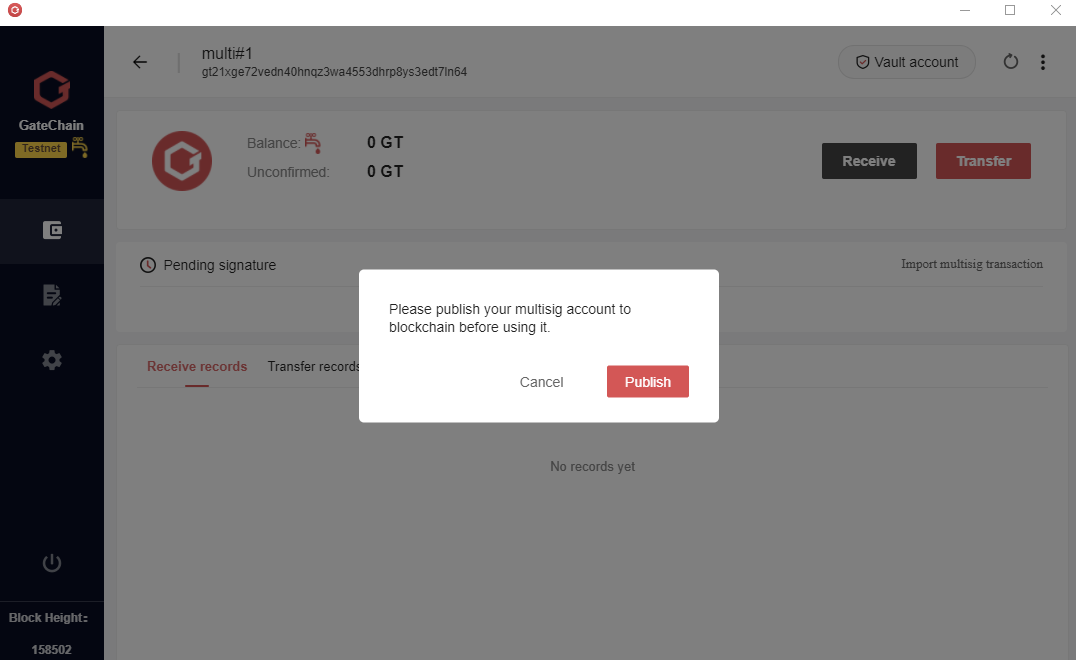 multi#1
gt21xge72vedn40hnqz3wa4553dhrp8ys3edt7ln64
Vault account
GateChain
Testnet
Balance:
0 GT
Unconfirmed:
0 GT
Receive
Transfer
Pending signature
Import multisig transaction
Please publish your multisig account to
blockchain before using it.
Cancel
Publish
Receive records
Transfer records
No records yet
Block Height:
158502